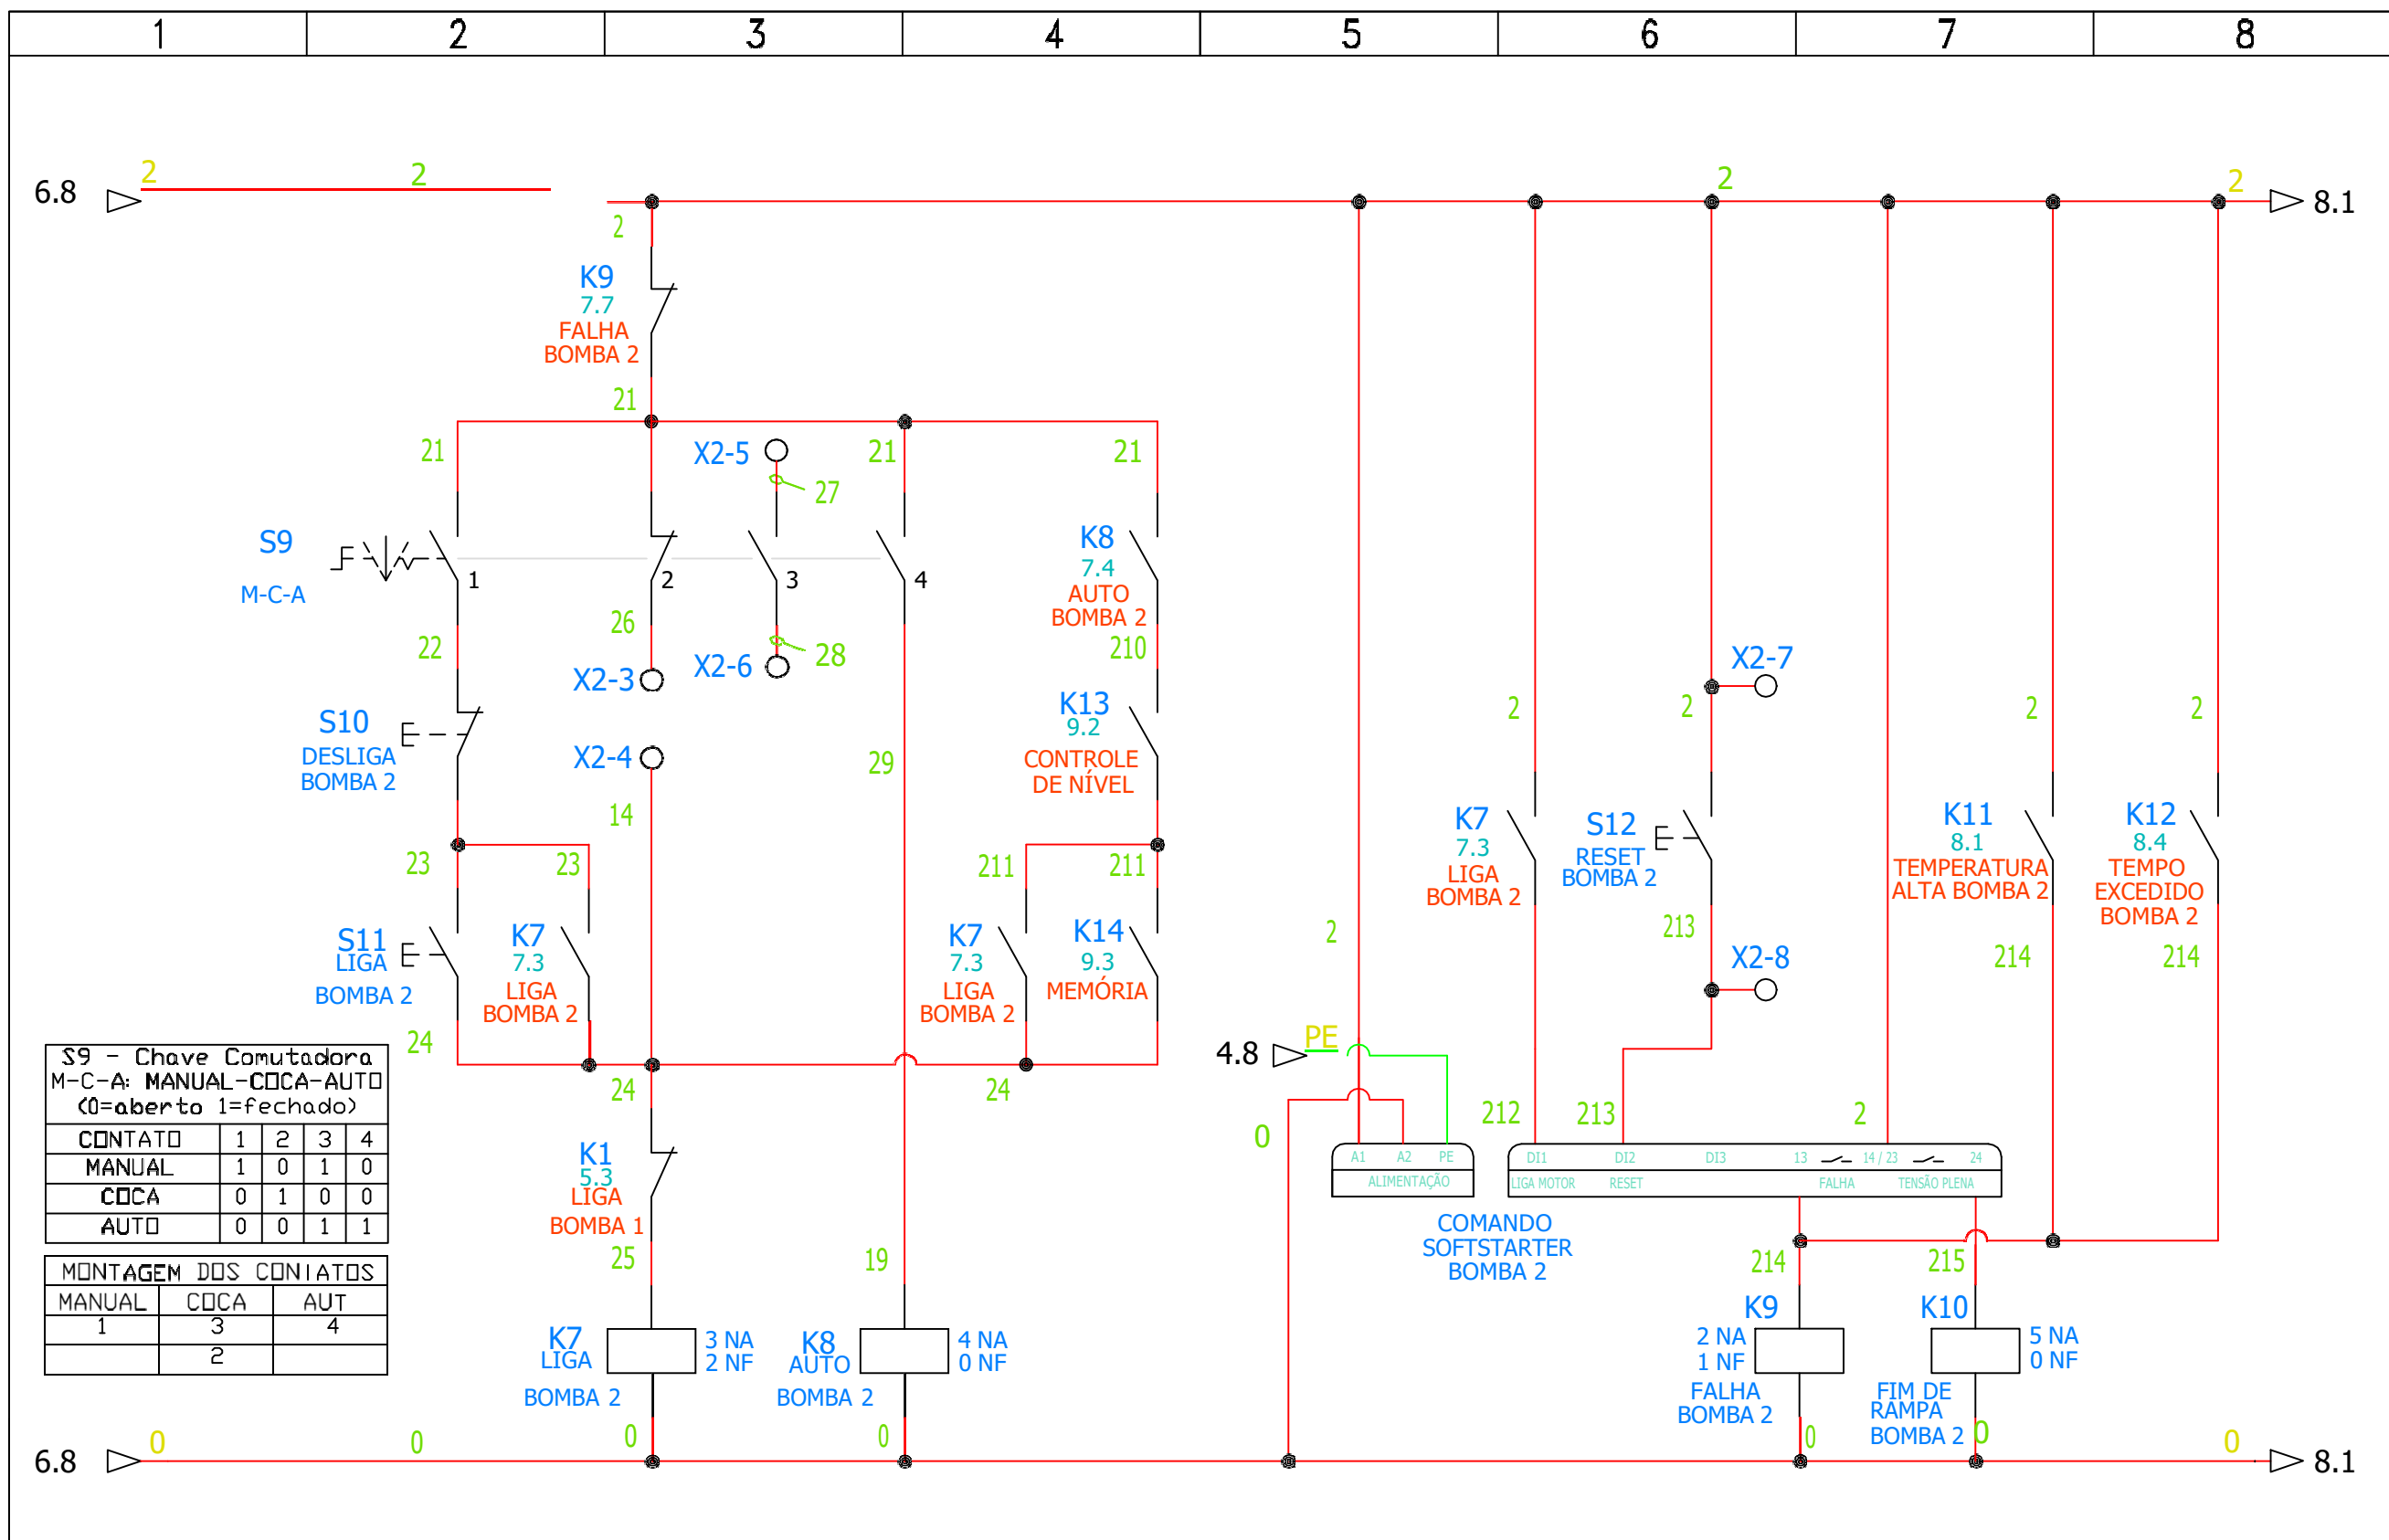 1 2 3 4 5 6 7 8
6.8 2 2 2 2 8.1
2
K9
7.7
FALHA
BOMBA 2
21
21 X2-5 21 21
27
S9
M-C-A
1 2 3 4
K8
7.4
AUTO
BOMBA 2
22 26 28 210
X2-3 X2-6
X2-7
S10
DESLIGA
BOMBA 2
X2-4
14
29
K13
9.2
CONTROLE
DE NÍVEL
2 2 2 2
23 23 211 211
K7
7.3
LIGA
BOMBA 2
S12
RESET
BOMBA 2
K11
8.1
TEMPERATURA
ALTA BOMBA 2
K12
8.4
TEMPO
EXCEDIDO
BOMBA 2
S11
LIGA
BOMBA 2
K7
7.3
LIGA
BOMBA 2
K7
7.3
LIGA
BOMBA 2
K14
9.3
MEMÓRIA
2
213
X2-8
214 214
24 24 24
4.8 PE
0 212 213 2
S9 - Chave Comutadora
M-C-A: MANUAL-COCA-AUTO
(0=aberto 1=fechado)
CONTATO 1 2 3 4
MANUAL 1 0 1 0
COCA 0 1 0 0
AUTO 0 0 1 1
MONTAGEM DOS CONTATOS
MANUAL COCA AUT
1 3 4
2
K1
5.3
LIGA
BOMBA 1
25 19
A1 A2 PE
ALIMENTAÇÃO
DI1 DI2 DI3 13 14 / 23 24
LIGA MOTOR RESET FALHA TENSÃO PLENA
COMANDO
SOFTSTARTER
BOMBA 2
214 215
K7
LIGA
BOMBA 2
3 NA
2 NF
K8
AUTO
BOMBA 2
4 NA
0 NF
K9
2 NA
1 NF
FALHA
BOMBA 2
K10
5 NA
0 NF
FIM DE
RAMPA
BOMBA 2
6.8 0 0 0 0 0 0 0 8.1